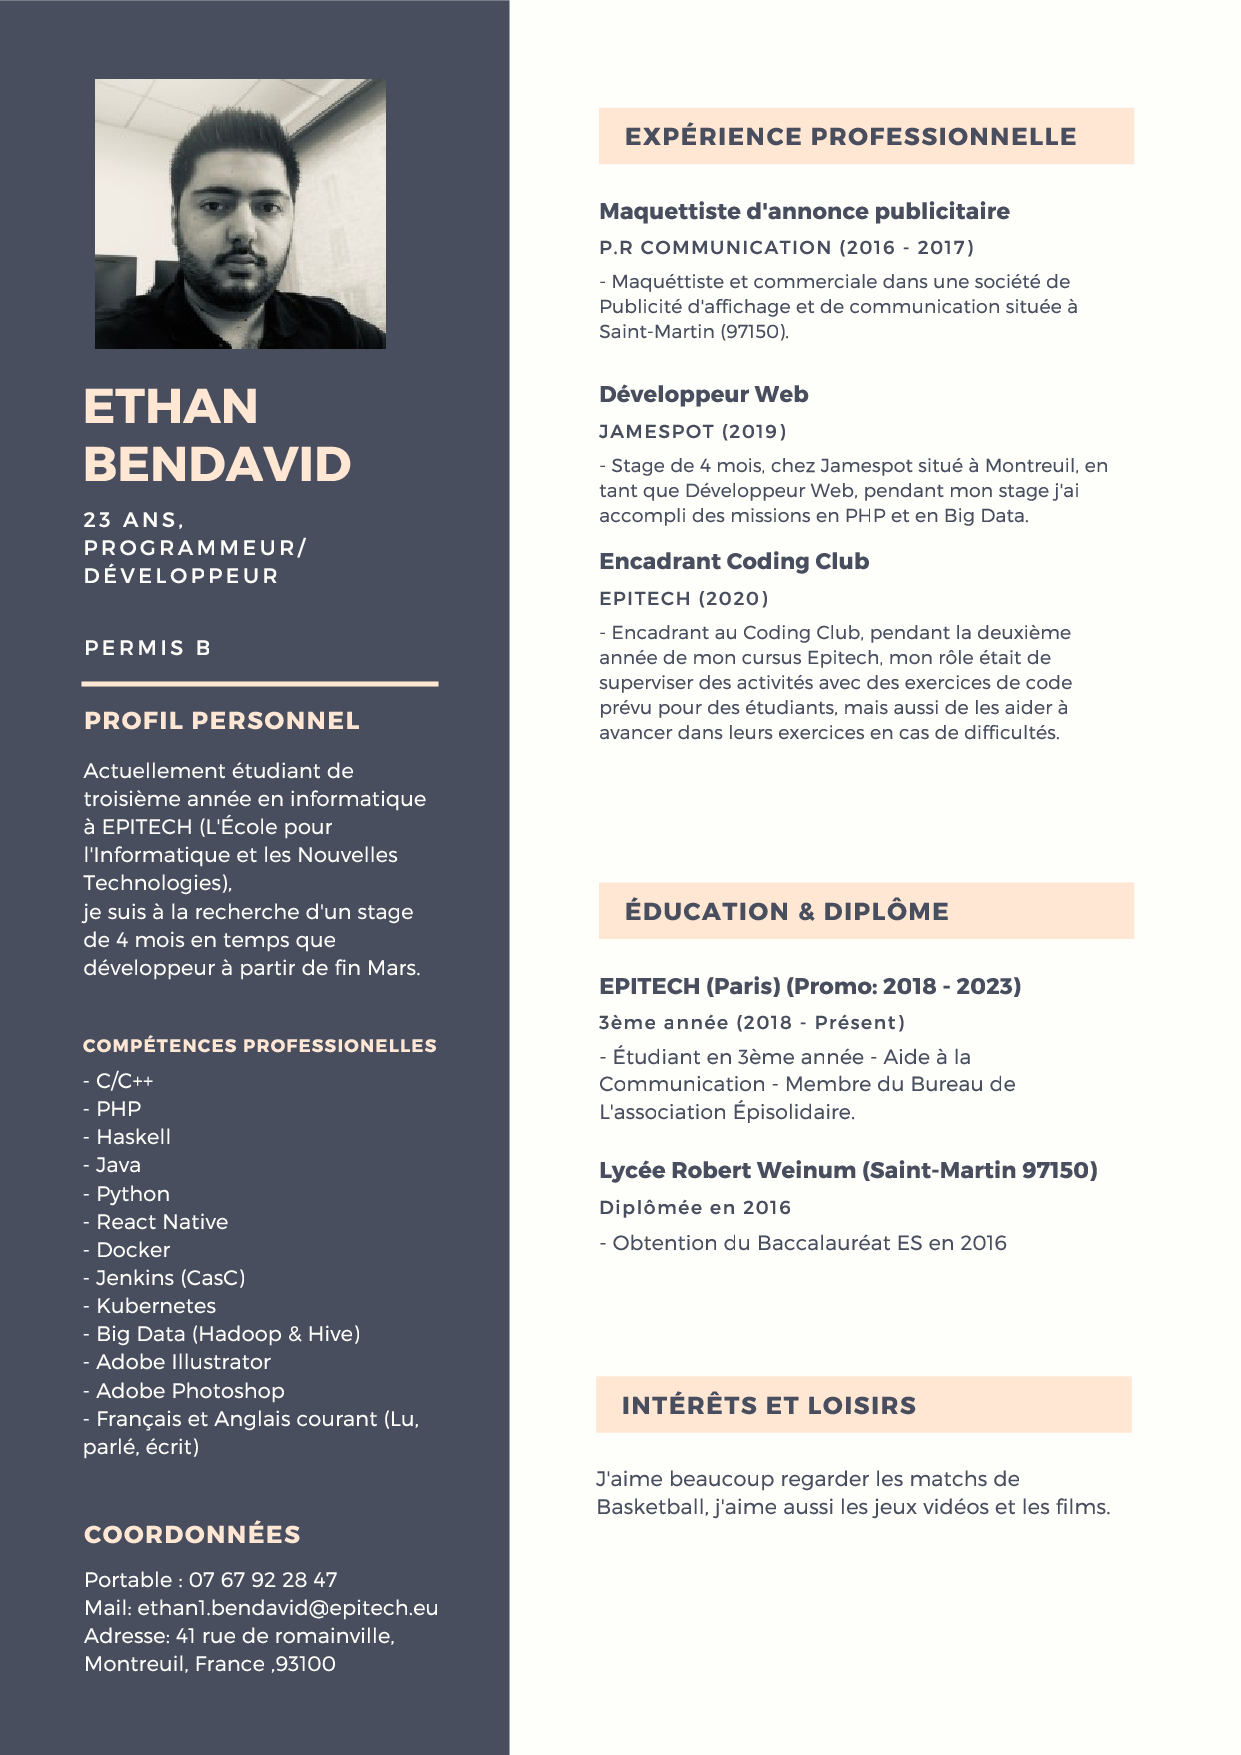 ETHAN
BENDAVID
23 ANS,
PROGRAMMEUR/
DÉVELOPPEUR
PERMIS B
PROFIL PERSONNEL
Actuellement étudiant de
troisième année en informatique
à EPITECH (L'École pour
l'Informatique et les Nouvelles
Technologies),
je suis à la recherche d'un stage
de 4 mois en temps que
développeur à partir de fin Mars.
COMPÉTENCES PROFESSIONELLES
- C/C++
- PHP
- Haskell
- Java
- Python
- React Native
- Docker
- Jenkins (CasC)
- Kubernetes
- Big Data (Hadoop & Hive)
- Adobe Illustrator
- Adobe Photoshop
- Français et Anglais courant (Lu,
parlé, écrit)
COORDONNÉES
Portable : 07 67 92 28 47
Mail: ethan1.bendavid@epitech.eu
Adresse: 41 rue de romainville,
Montreuil, France ,93100
EXPÉRIENCE PROFESSIONNELLE
Maquettiste d'annonce publicitaire
P.R COMMUNICATION (2016 - 2017)
- Maquéttiste et commerciale dans une société de
Publicité d'affichage et de communication située à
Saint-Martin (97150).
Développeur Web
JAMESPOT (2019)
- Stage de 4 mois, chez Jamespot situé à Montreuil, en
tant que Développeur Web, pendant mon stage j'ai
accompli des missions en PHP et en Big Data.
Encadrant Coding Club
EPITECH (2020)
- Encadrant au Coding Club, pendant la deuxième
année de mon cursus Epitech, mon rôle était de
superviser des activités avec des exercices de code
prévu pour des étudiants, mais aussi de les aider à
avancer dans leurs exercices en cas de difficultés.
ÉDUCATION & DIPLÔME
EPITECH (Paris) (Promo: 2018 - 2023)
3ème année (2018 - Présent)
- Étudiant en 3ème année - Aide à la
Communication - Membre du Bureau de
L'association Épisolidaire.
Lycée Robert Weinum (Saint-Martin 97150)
Diplômée en 2016
- Obtention du Baccalauréat ES en 2016
INTÉRÊTS ET LOISIRS
J'aime beaucoup regarder les matchs de
Basketball, j'aime aussi les jeux vidéos et les films.